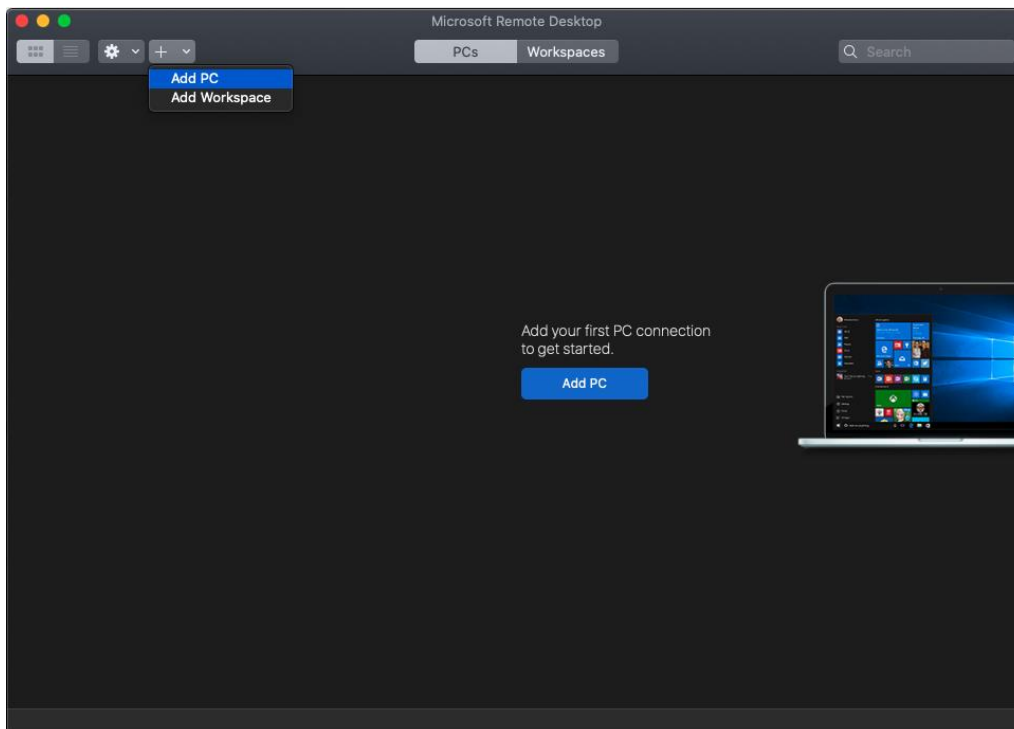 Microsoft Remote Desktop
PCs
Workspaces
Search
Add PC
Add Workspace
Add your first PC connection
to get started.
Add PC